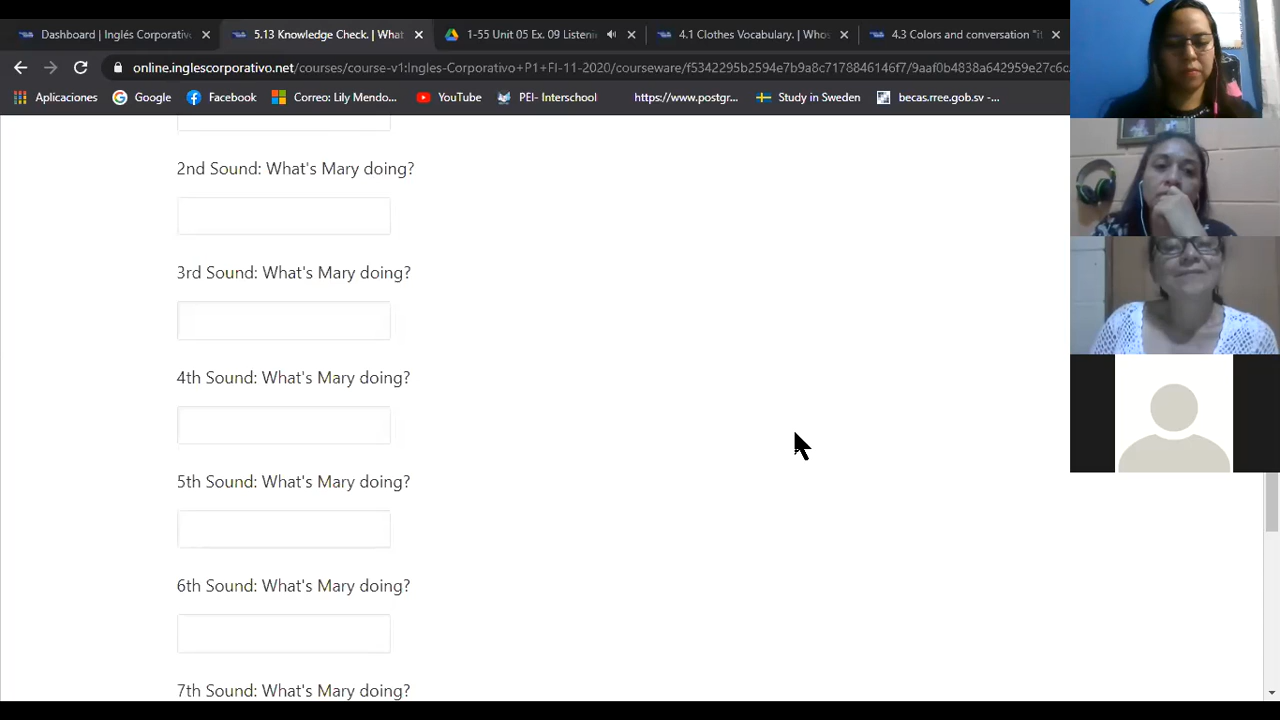 Dashboard | Inglés Corporativo
5.13 Knowledge Check. | What
1-55 Unit 05 Ex. 09 Listenin
4.1 Clothes Vocabulary. | Whos
4.3 Colors and conversation "it
online.inglescorporativo.net/courses/course-v1:Ingles-Corporativo+P1+FI-11-2020/courseware/f5342295b2594e7b9a8c7178846146f7/9aaf0b4838a642959e27c6c
Aplicaciones
Google
Facebook
Correo: Lily Mendo...
YouTube
PEI- Interschool
https://www.postgr...
Study in Sweden
becas.rree.gob.sv -...
2nd Sound: What's Mary doing?
3rd Sound: What's Mary doing?
4th Sound: What's Mary doing?
5th Sound: What's Mary doing?
6th Sound: What's Mary doing?
7th Sound: What's Mary doing?